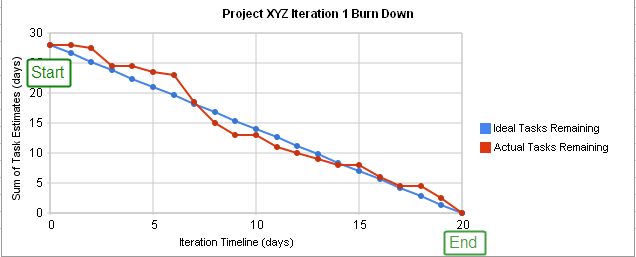 Project XYZ Iteration 1 Burn Down
30
Start
20
15
10
5
0
Sum of Task Estimates (days)
0
5
10
15
20
Iteration Timeline (days)
End
Ideal Tasks Remaining
Actual Tasks Remaining